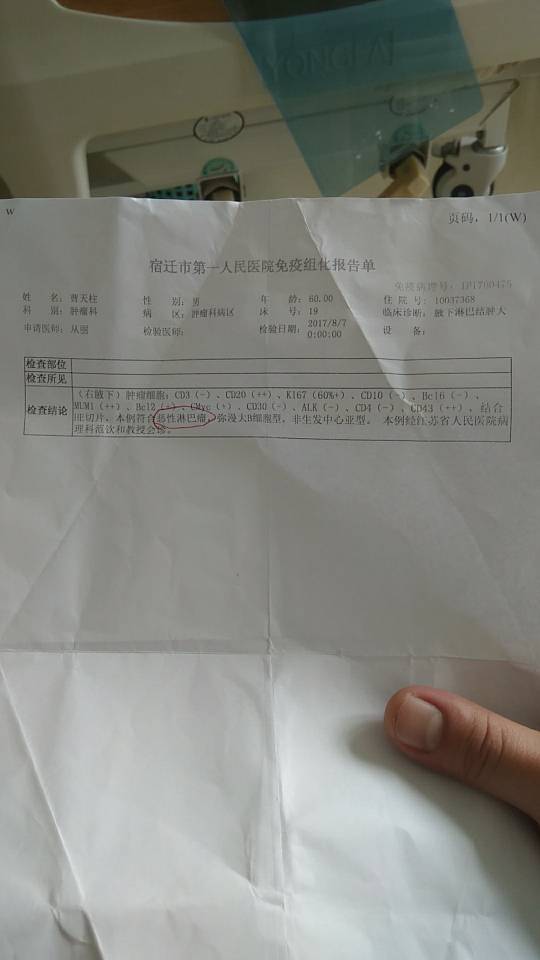 YONGFA
W
页码，1/1(W)
宿迁市第一人民医院免疫组化报告单
免疫病理号：IP1700475
姓 名：曹天柱 性 别：男 年 龄：60.00 住 院 号：10037368
科 别：肿瘤科 病 区：肿瘤科病区 床 号：19 临床诊断：腋下淋巴结肿大
申请医师：从丽 检验医师： 检验日期：2017/8/7 0:00:00 设 备：
检查部位
检查所见
检查结论
（右腋下）肿瘤细胞：CD3（-）、CD20（++）、K167（60%+）、CD10（-）、Bcl6（-）、
MUM1（++）、Bcl2（+）、CMyc（+）、CD30（-）、ALK（-）、CD4（-）、CD43（++），结合
HE切片，本例符合恶性淋巴瘤，弥漫大B细胞型，非生发中心亚型。 本例经江苏省人民医院病
理科范钦和教授会诊。